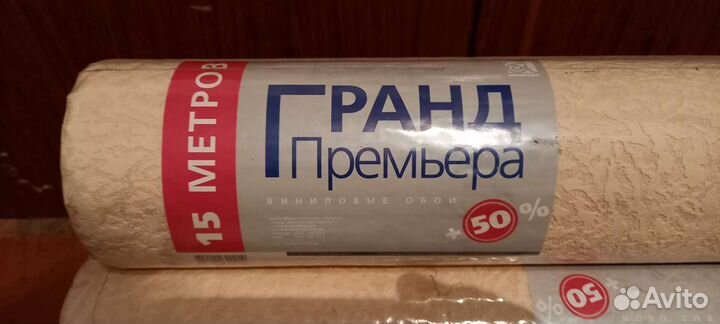 15 МЕТРОВ
ГРАНД
Премьера
ВИНИЛОВЫЕ ОБОИ
+50%
50%
Avito